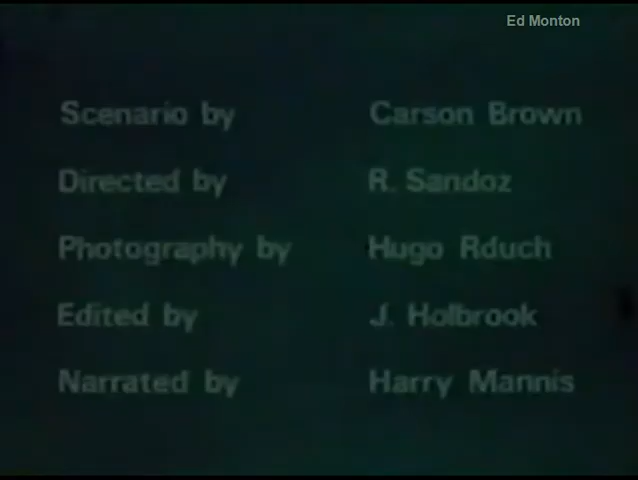 Ed Monton
Scenario by Carson Brown
Directed by R. Sandoz
Photography by Hugo Rduch
Edited by J. Holbrook
Narrated by Harry Mannis